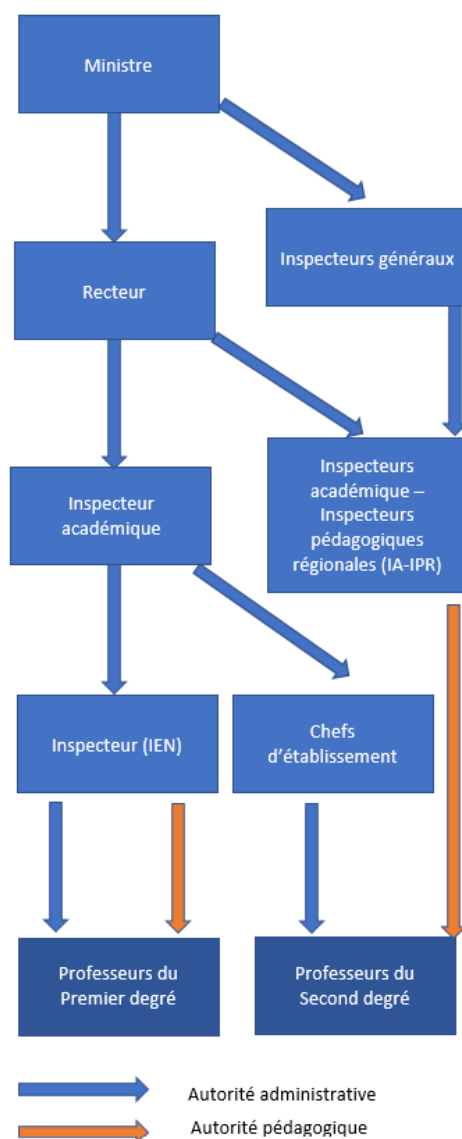 Ministre
Inspecteurs généraux
Recteur
Inspecteurs
académique –
Inspecteurs
pédagogiques
régionales (IA-IPR)
Inspecteur
académique
Inspecteur (IEN)
Chefs
d’établissement
Professeurs du
Premier degré
Professeurs du
Second degré
Autorité administrative
Autorité pédagogique